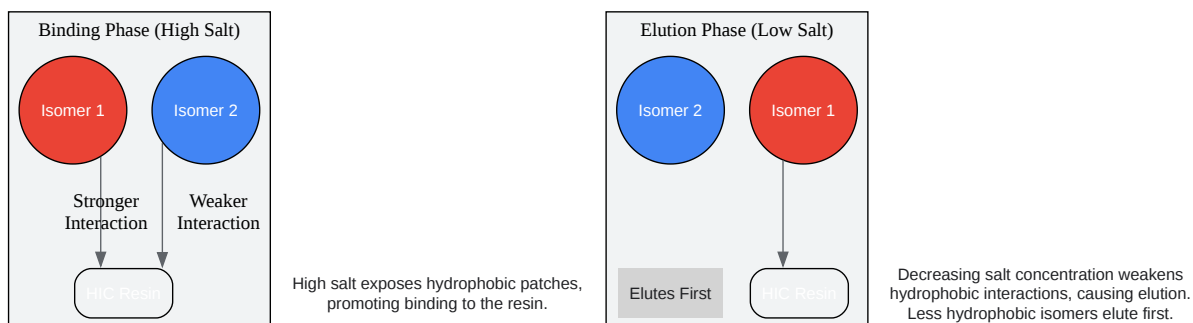 Binding Phase (High Salt)
Isomer 1
Isomer 2
Stronger
Interaction
Weaker
Interaction
HIC Resin
High salt exposes hydrophobic patches,
promoting binding to the resin.
Elution Phase (Low Salt)
Isomer 2
Isomer 1
Elutes First
HIC Resin
Decreasing salt concentration weakens
hydrophobic interactions, causing elution.
Less hydrophobic isomers elute first.